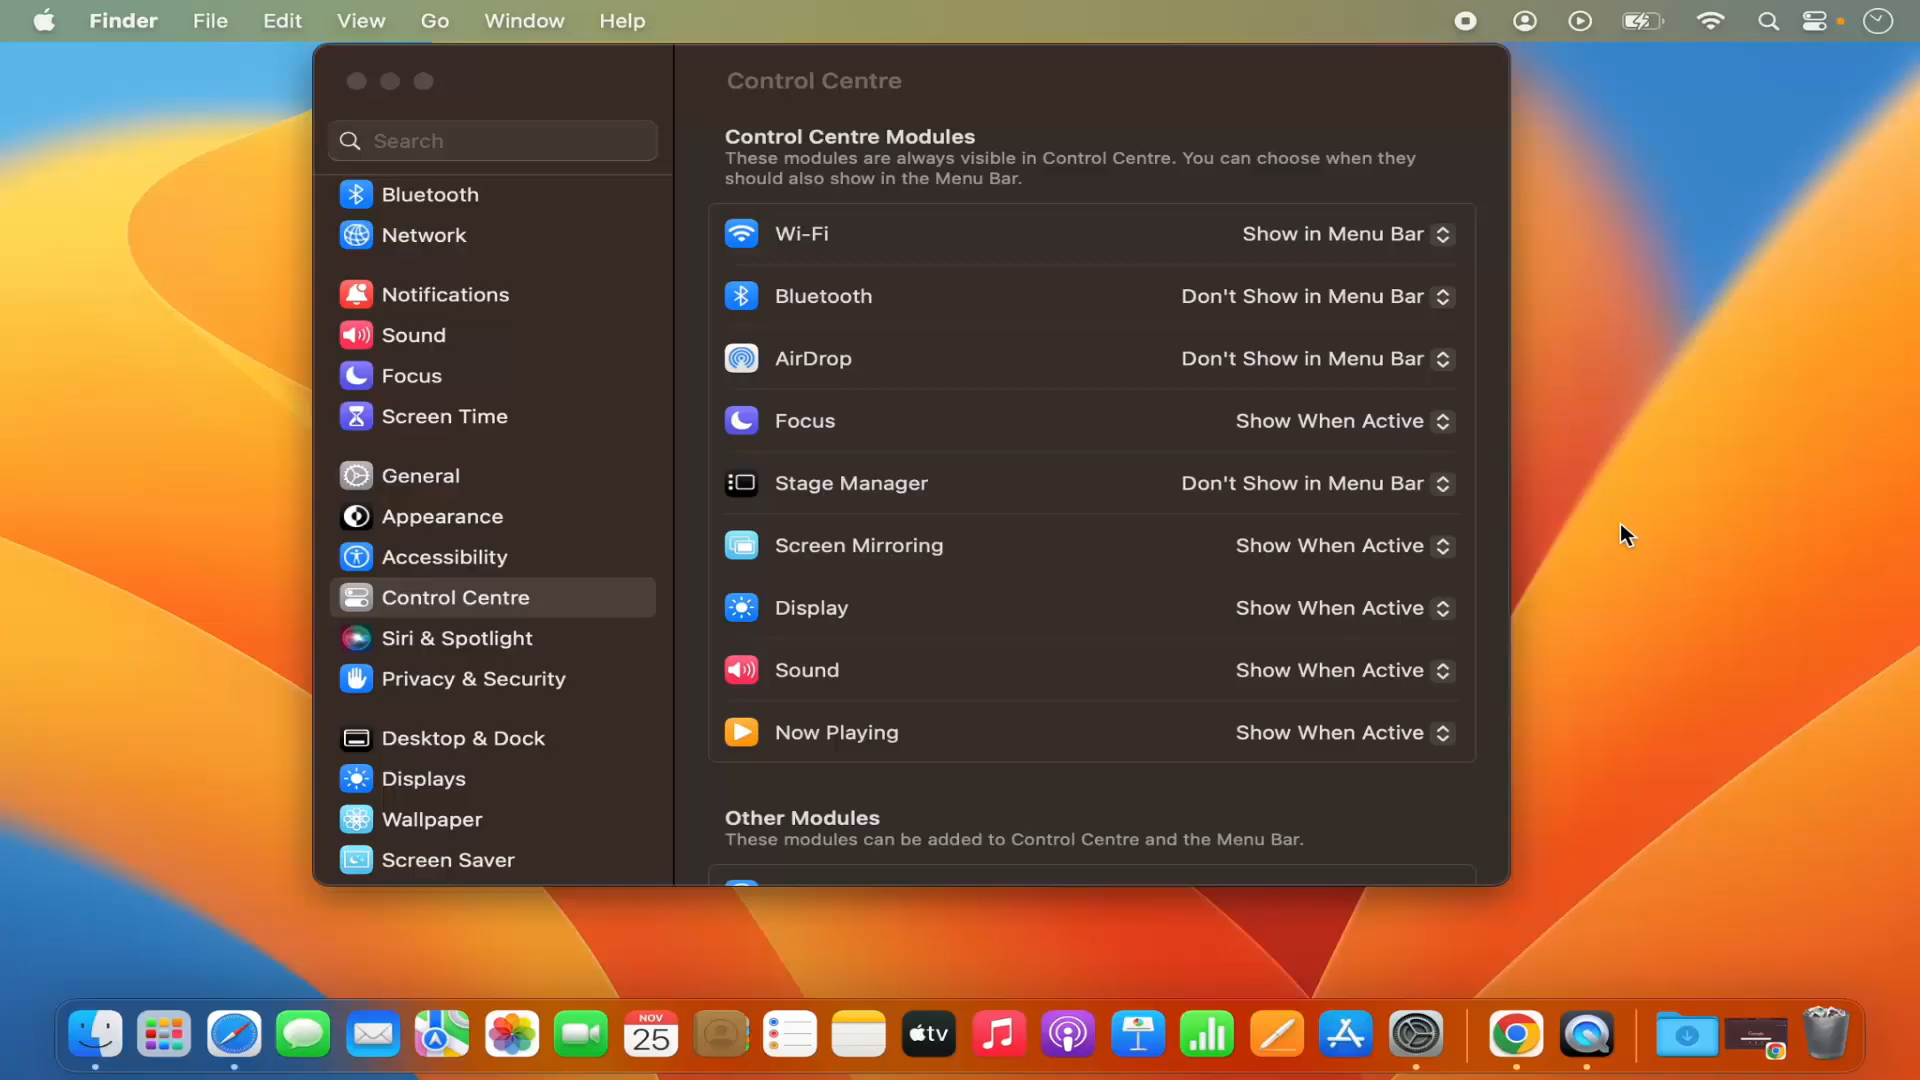 Finder File Edit View Go Window Help
Control Centre
Search
Bluetooth
Network
Notifications
Sound
Focus
Screen Time
General
Appearance
Accessibility
Control Centre
Siri & Spotlight
Privacy & Security
Desktop & Dock
Displays
Wallpaper
Screen Saver
Control Centre Modules
These modules are always visible in Control Centre. You can choose when they
should also show in the Menu Bar.
Wi-Fi Show in Menu Bar
Bluetooth Don't Show in Menu Bar
AirDrop Don't Show in Menu Bar
Focus Show When Active
Stage Manager Don't Show in Menu Bar
Screen Mirroring Show When Active
Display Show When Active
Sound Show When Active
Now Playing Show When Active
Other Modules
These modules can be added to Control Centre and the Menu Bar.
NOV
25
tv